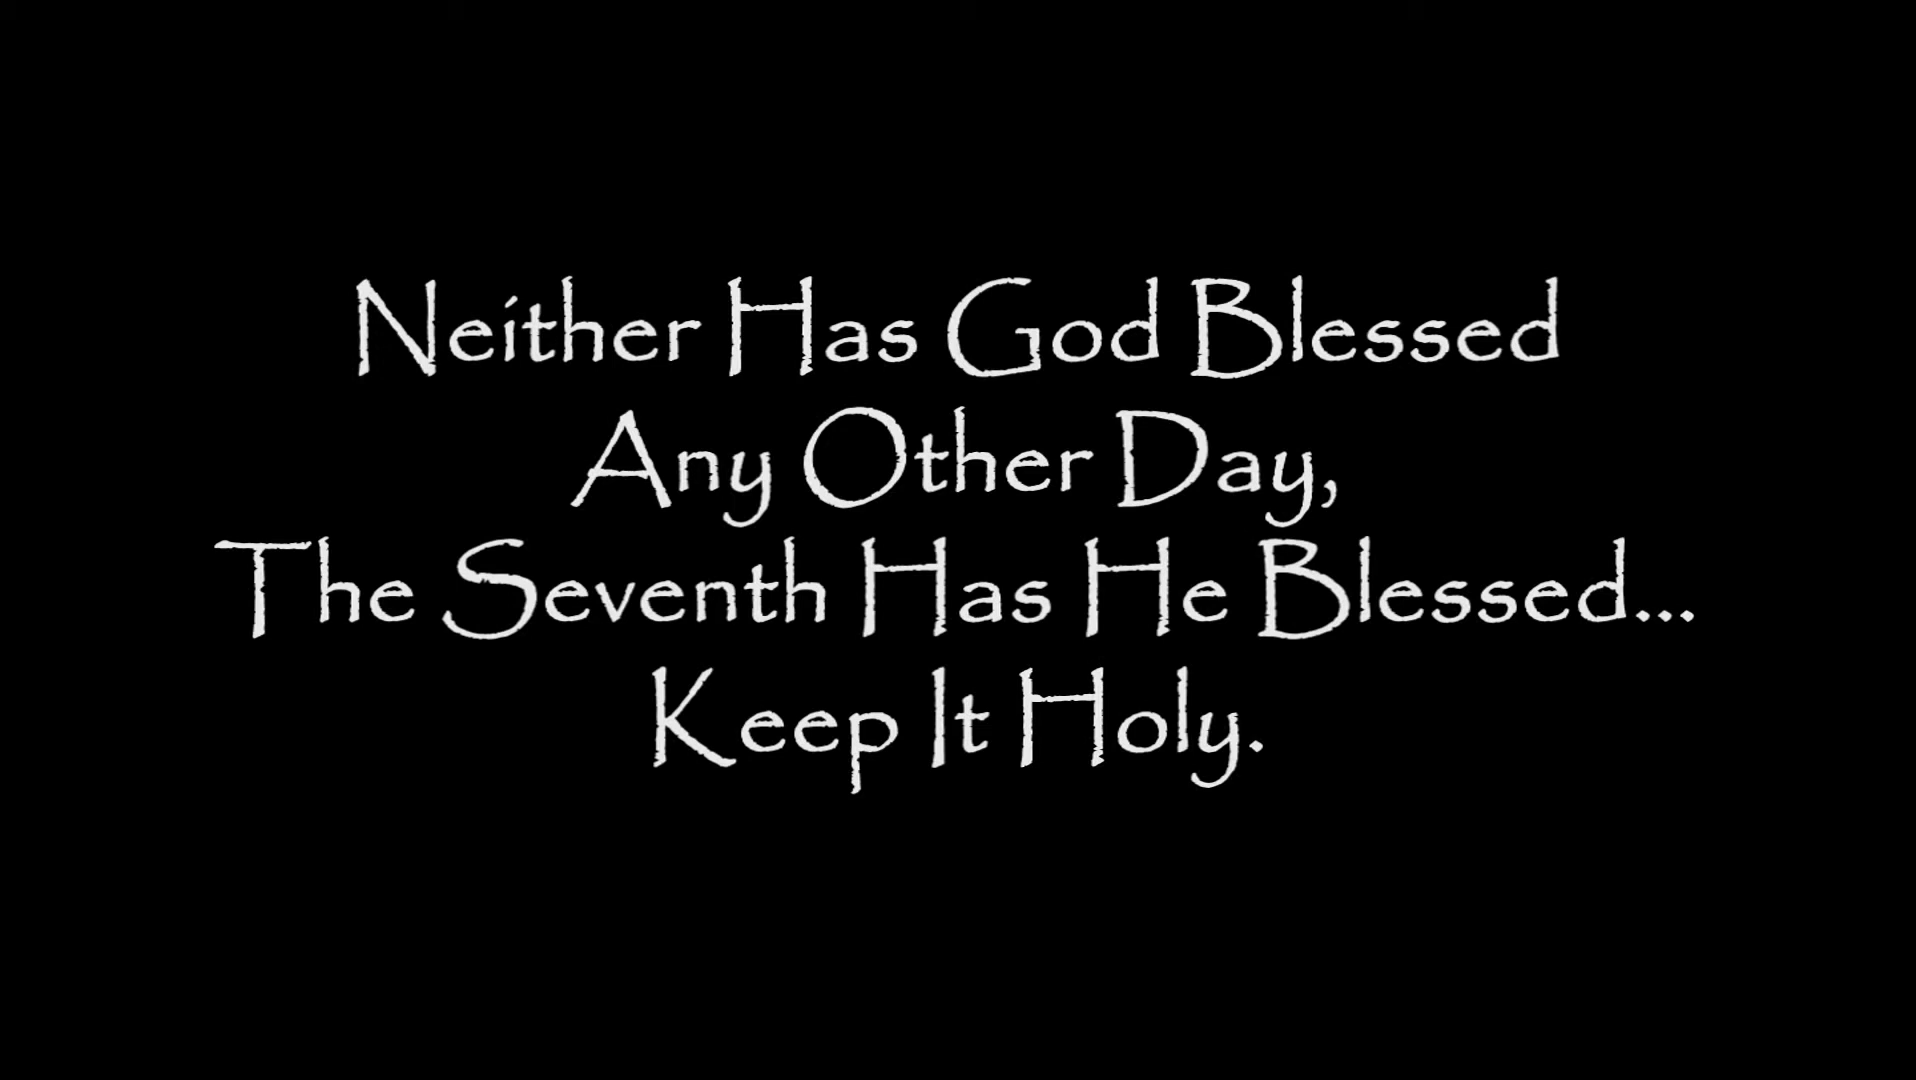 Neither Has God Blessed
Any Other Day,
The Seventh Has He Blessed...
Keep It Holy.